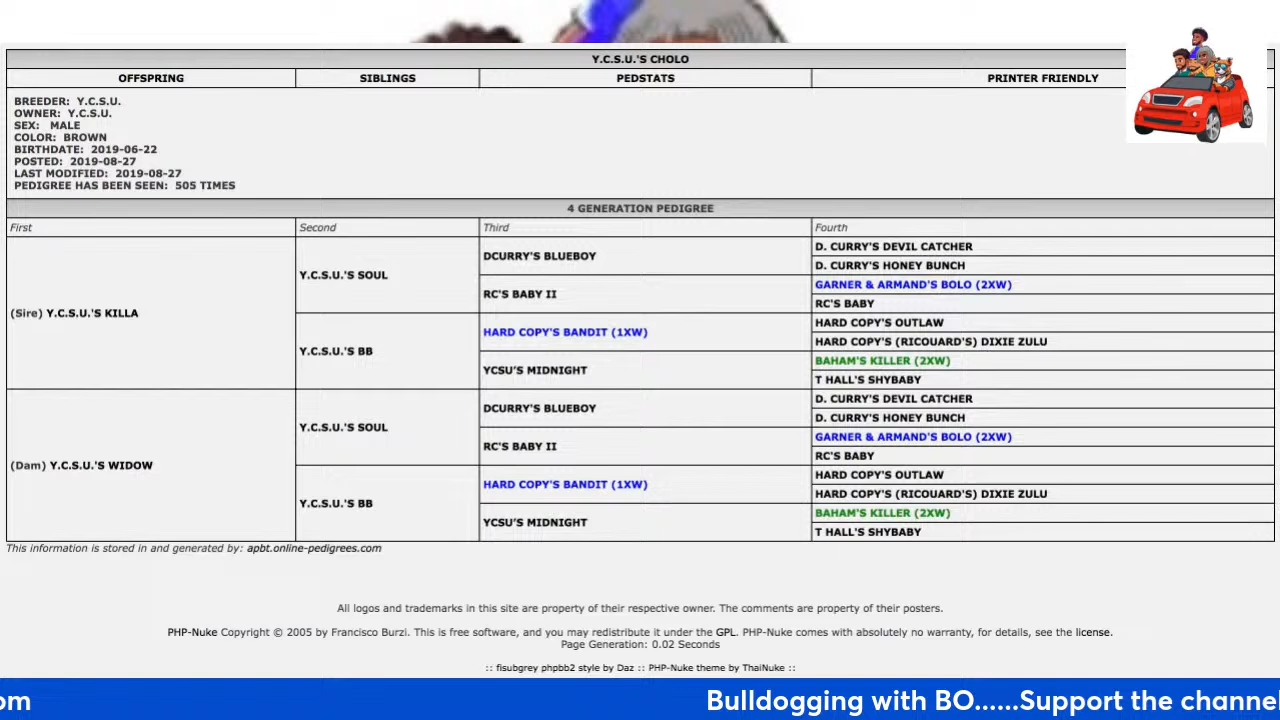 Y.C.S.U.'S CHOLO
OFFSPRING SIBLINGS PEDSTATS PRINTER FRIENDLY
BREEDER: Y.C.S.U.
OWNER: Y.C.S.U.
SEX: MALE
COLOR: BROWN
BIRTHDATE: 2019-06-22
POSTED: 2019-08-27
LAST MODIFIED: 2019-08-27
PEDIGREE HAS BEEN SEEN: 505 TIMES
4 GENERATION PEDIGREE
First Second Third Fourth
(Sire) Y.C.S.U.'S KILLA
Y.C.S.U.'S SOUL
DCURRY'S BLUEBOY
D. CURRY'S DEVIL CATCHER
D. CURRY'S HONEY BUNCH
RC'S BABY II
GARNER & ARMAND'S BOLO (2XW)
RC'S BABY
Y.C.S.U.'S BB
HARD COPY'S BANDIT (1XW)
HARD COPY'S OUTLAW
HARD COPY'S (RICOUARD'S) DIXIE ZULU
YCSU'S MIDNIGHT
BAHAM'S KILLER (2XW)
T HALL'S SHYBABY
(Dam) Y.C.S.U.'S WIDOW
Y.C.S.U.'S SOUL
DCURRY'S BLUEBOY
D. CURRY'S DEVIL CATCHER
D. CURRY'S HONEY BUNCH
RC'S BABY II
GARNER & ARMAND'S BOLO (2XW)
RC'S BABY
Y.C.S.U.'S BB
HARD COPY'S BANDIT (1XW)
HARD COPY'S OUTLAW
HARD COPY'S (RICOUARD'S) DIXIE ZULU
YCSU'S MIDNIGHT
BAHAM'S KILLER (2XW)
T HALL'S SHYBABY
This information is stored in and generated by: apbt.online-pedigrees.com
All logos and trademarks in this site are property of their respective owner. The comments are property of their posters.
PHP-Nuke Copyright © 2005 by Francisco Burzi. This is free software, and you may redistribute it under the GPL. PHP-Nuke comes with absolutely no warranty, for details, see the license.
Page Generation: 0.02 Seconds
:: fisubgrey phpbb2 style by Daz :: PHP-Nuke theme by ThaiNuke ::
om Bulldogging with BO......Support the channel